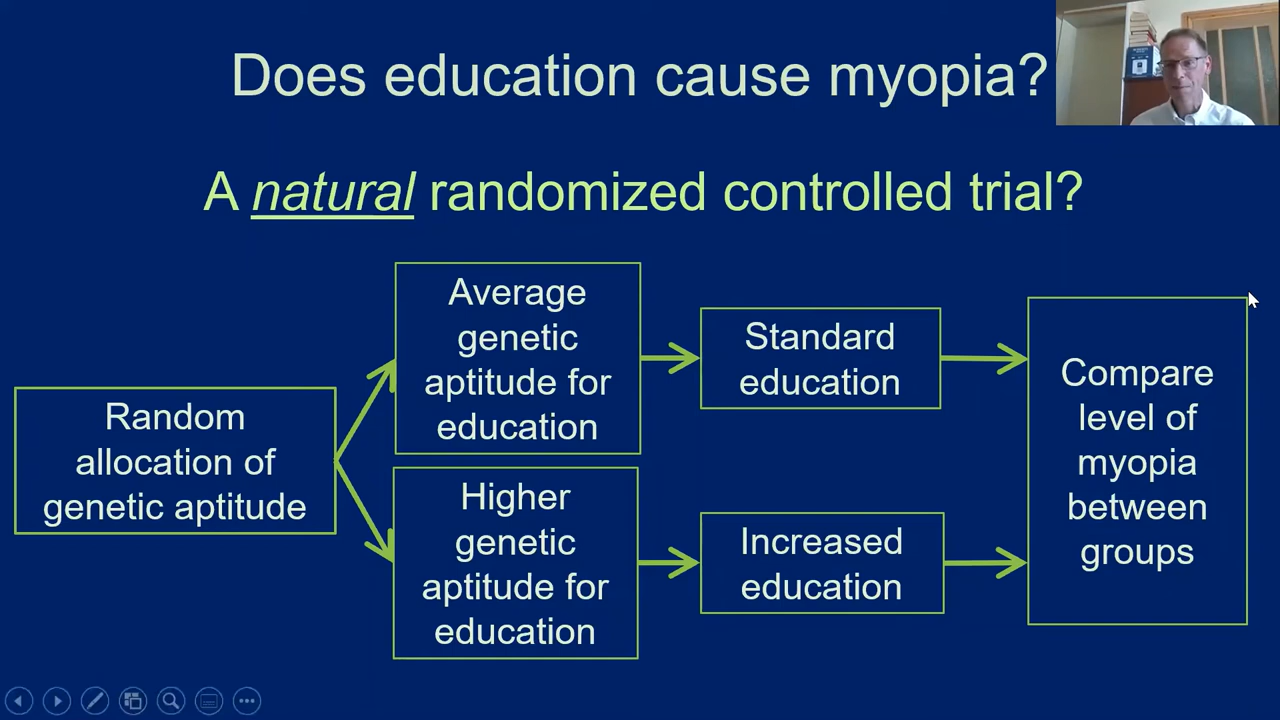 Does education cause myopia?
A natural randomized controlled trial?
Random
allocation of
genetic aptitude
Average
genetic
aptitude for
education
Standard
education
Higher
genetic
aptitude for
education
Increased
education
Compare
level of
myopia
between
groups